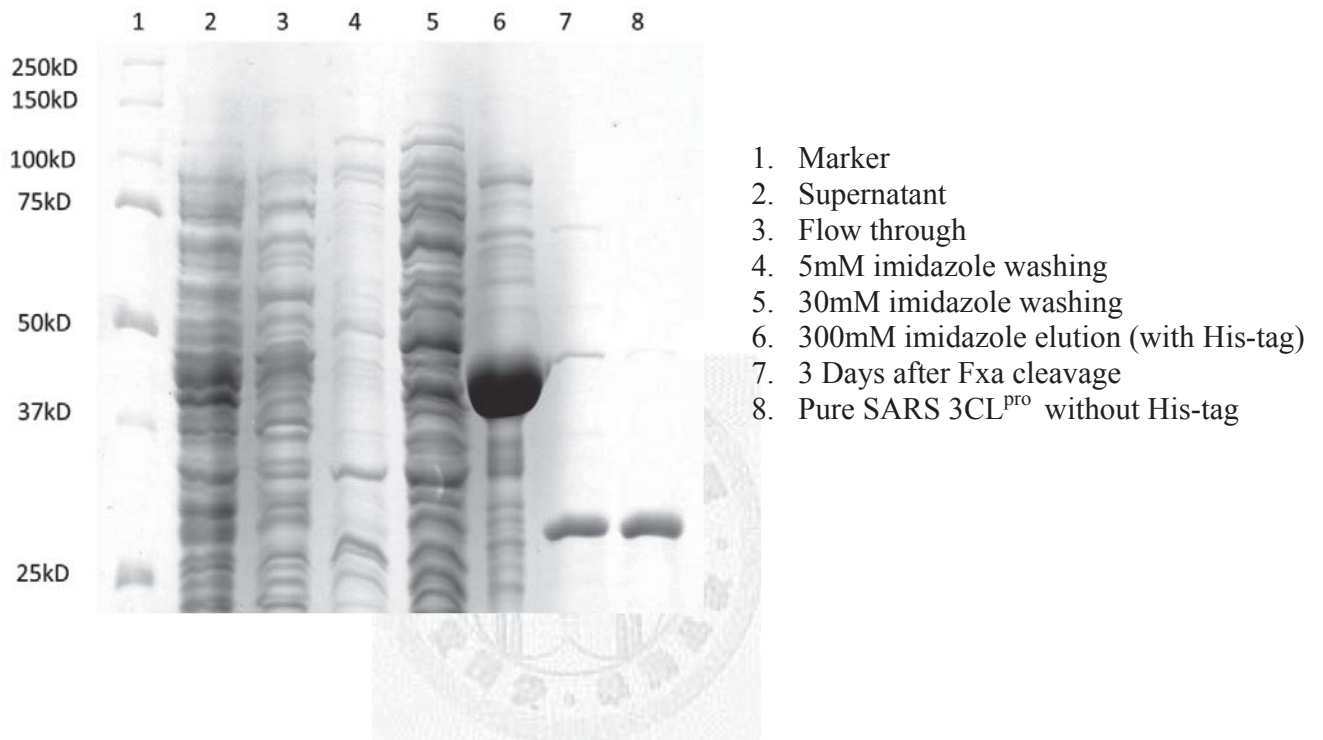 1 2 3 4 5 6 7 8
250kD
150kD
100kD
75kD
50kD
37kD
25kD
1. Marker
2. Supernatant
3. Flow through
4. 5mM imidazole washing
5. 30mM imidazole washing
6. 300mM imidazole elution (with His-tag)
7. 3 Days after Fxa cleavage
8. Pure SARS 3CLpro without His-tag